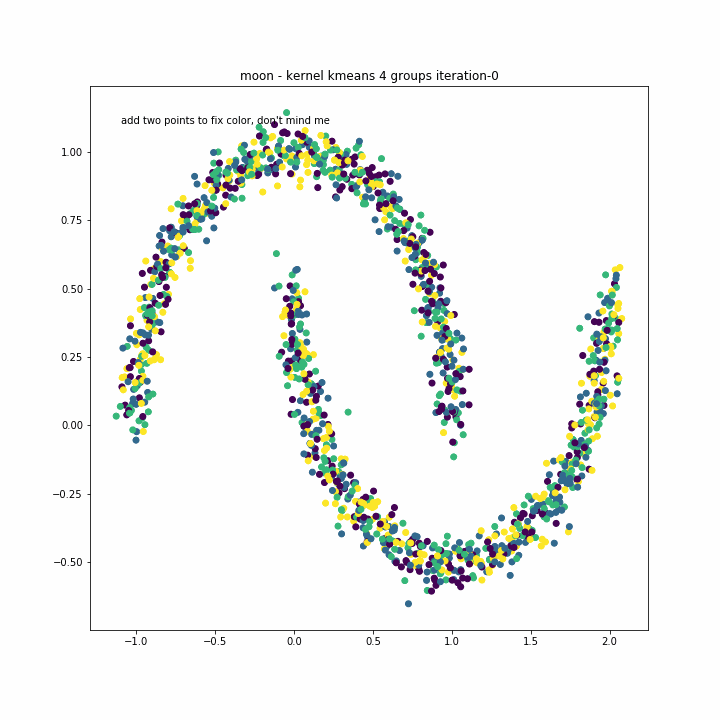 moon - kernel kmeans 4 groups iteration-0
add two points to fix color, don't mind me
1.00
0.75
0.50
0.25
0.00
−0.25
−0.50
−1.0 −0.5 0.0 0.5 1.0 1.5 2.0